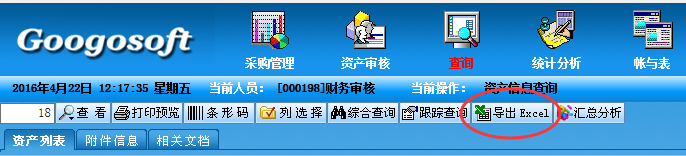 Googosoft
采购管理 资产审核 查询 统计分析 帐与表
2016年4月22日 12:17:35 星期五 当前人员： [000198]财务审核 当前操作： 资产信息查询
18 查 看 打印预览 条 形 码 列 选 择 综合查询 跟踪查询 导出 Excel 汇总分析
资产列表 附件信息 相关文档